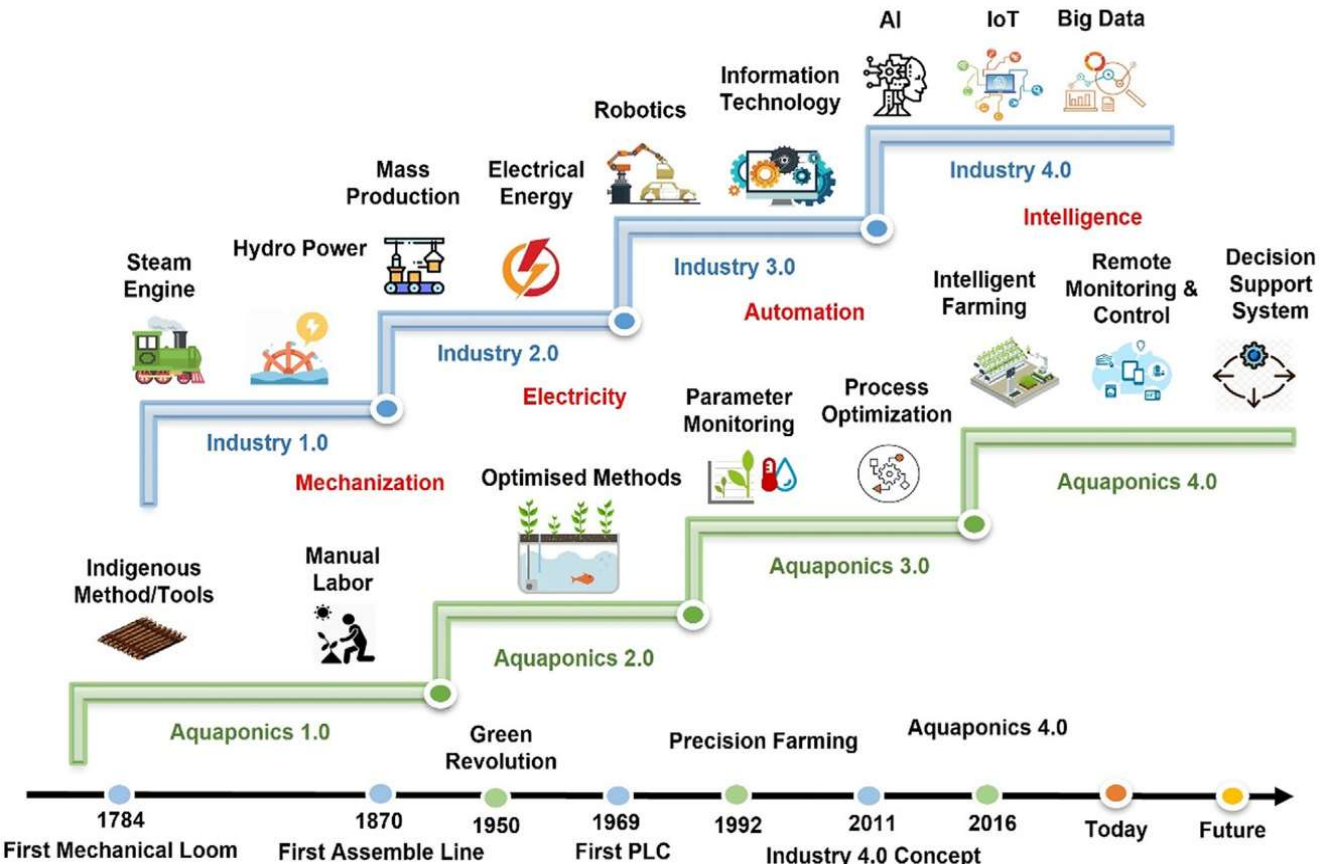 AI
IoT
Big Data
Information
Technology
Robotics
Mass
Production
Electrical
Energy
Industry 4.0
Intelligence
Steam
Engine
Hydro Power
Industry 3.0
Automation
Intelligent
Farming
Remote
Monitoring &
Control
Decision
Support
System
Industry 2.0
Electricity
Parameter
Monitoring
Process
Optimization
Industry 1.0
Mechanization
Optimised Methods
Aquaponics 4.0
Indigenous
Method/Tools
Manual
Labor
Aquaponics 3.0
Aquaponics 2.0
Aquaponics 1.0
Green
Revolution
Precision Farming
Aquaponics 4.0
1784
First Mechanical Loom
1870
First Assemble Line
1950
1969
First PLC
1992
2011
Industry 4.0 Concept
2016
Today
Future